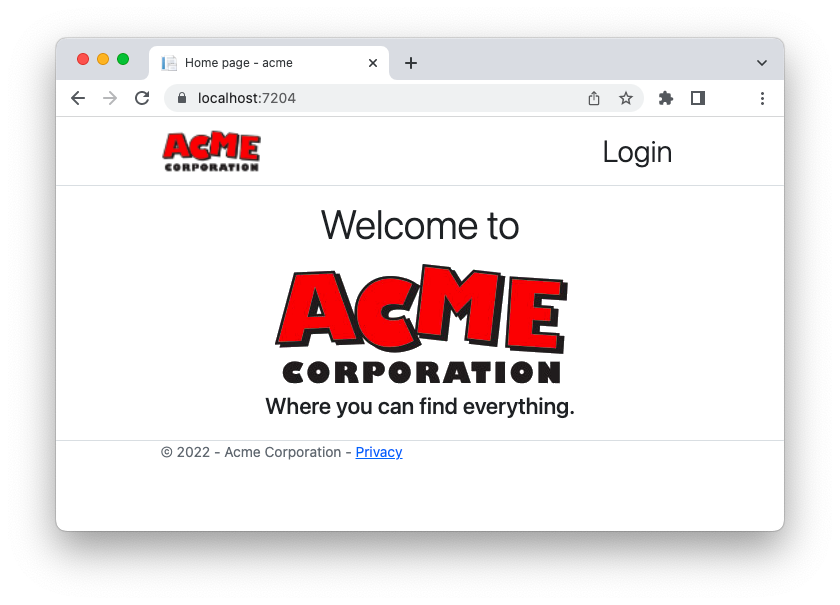 Home page - acme
localhost:7204
ACME
CORPORATION
Login
Welcome to
ACME
CORPORATION
Where you can find everything.
© 2022 - Acme Corporation - Privacy